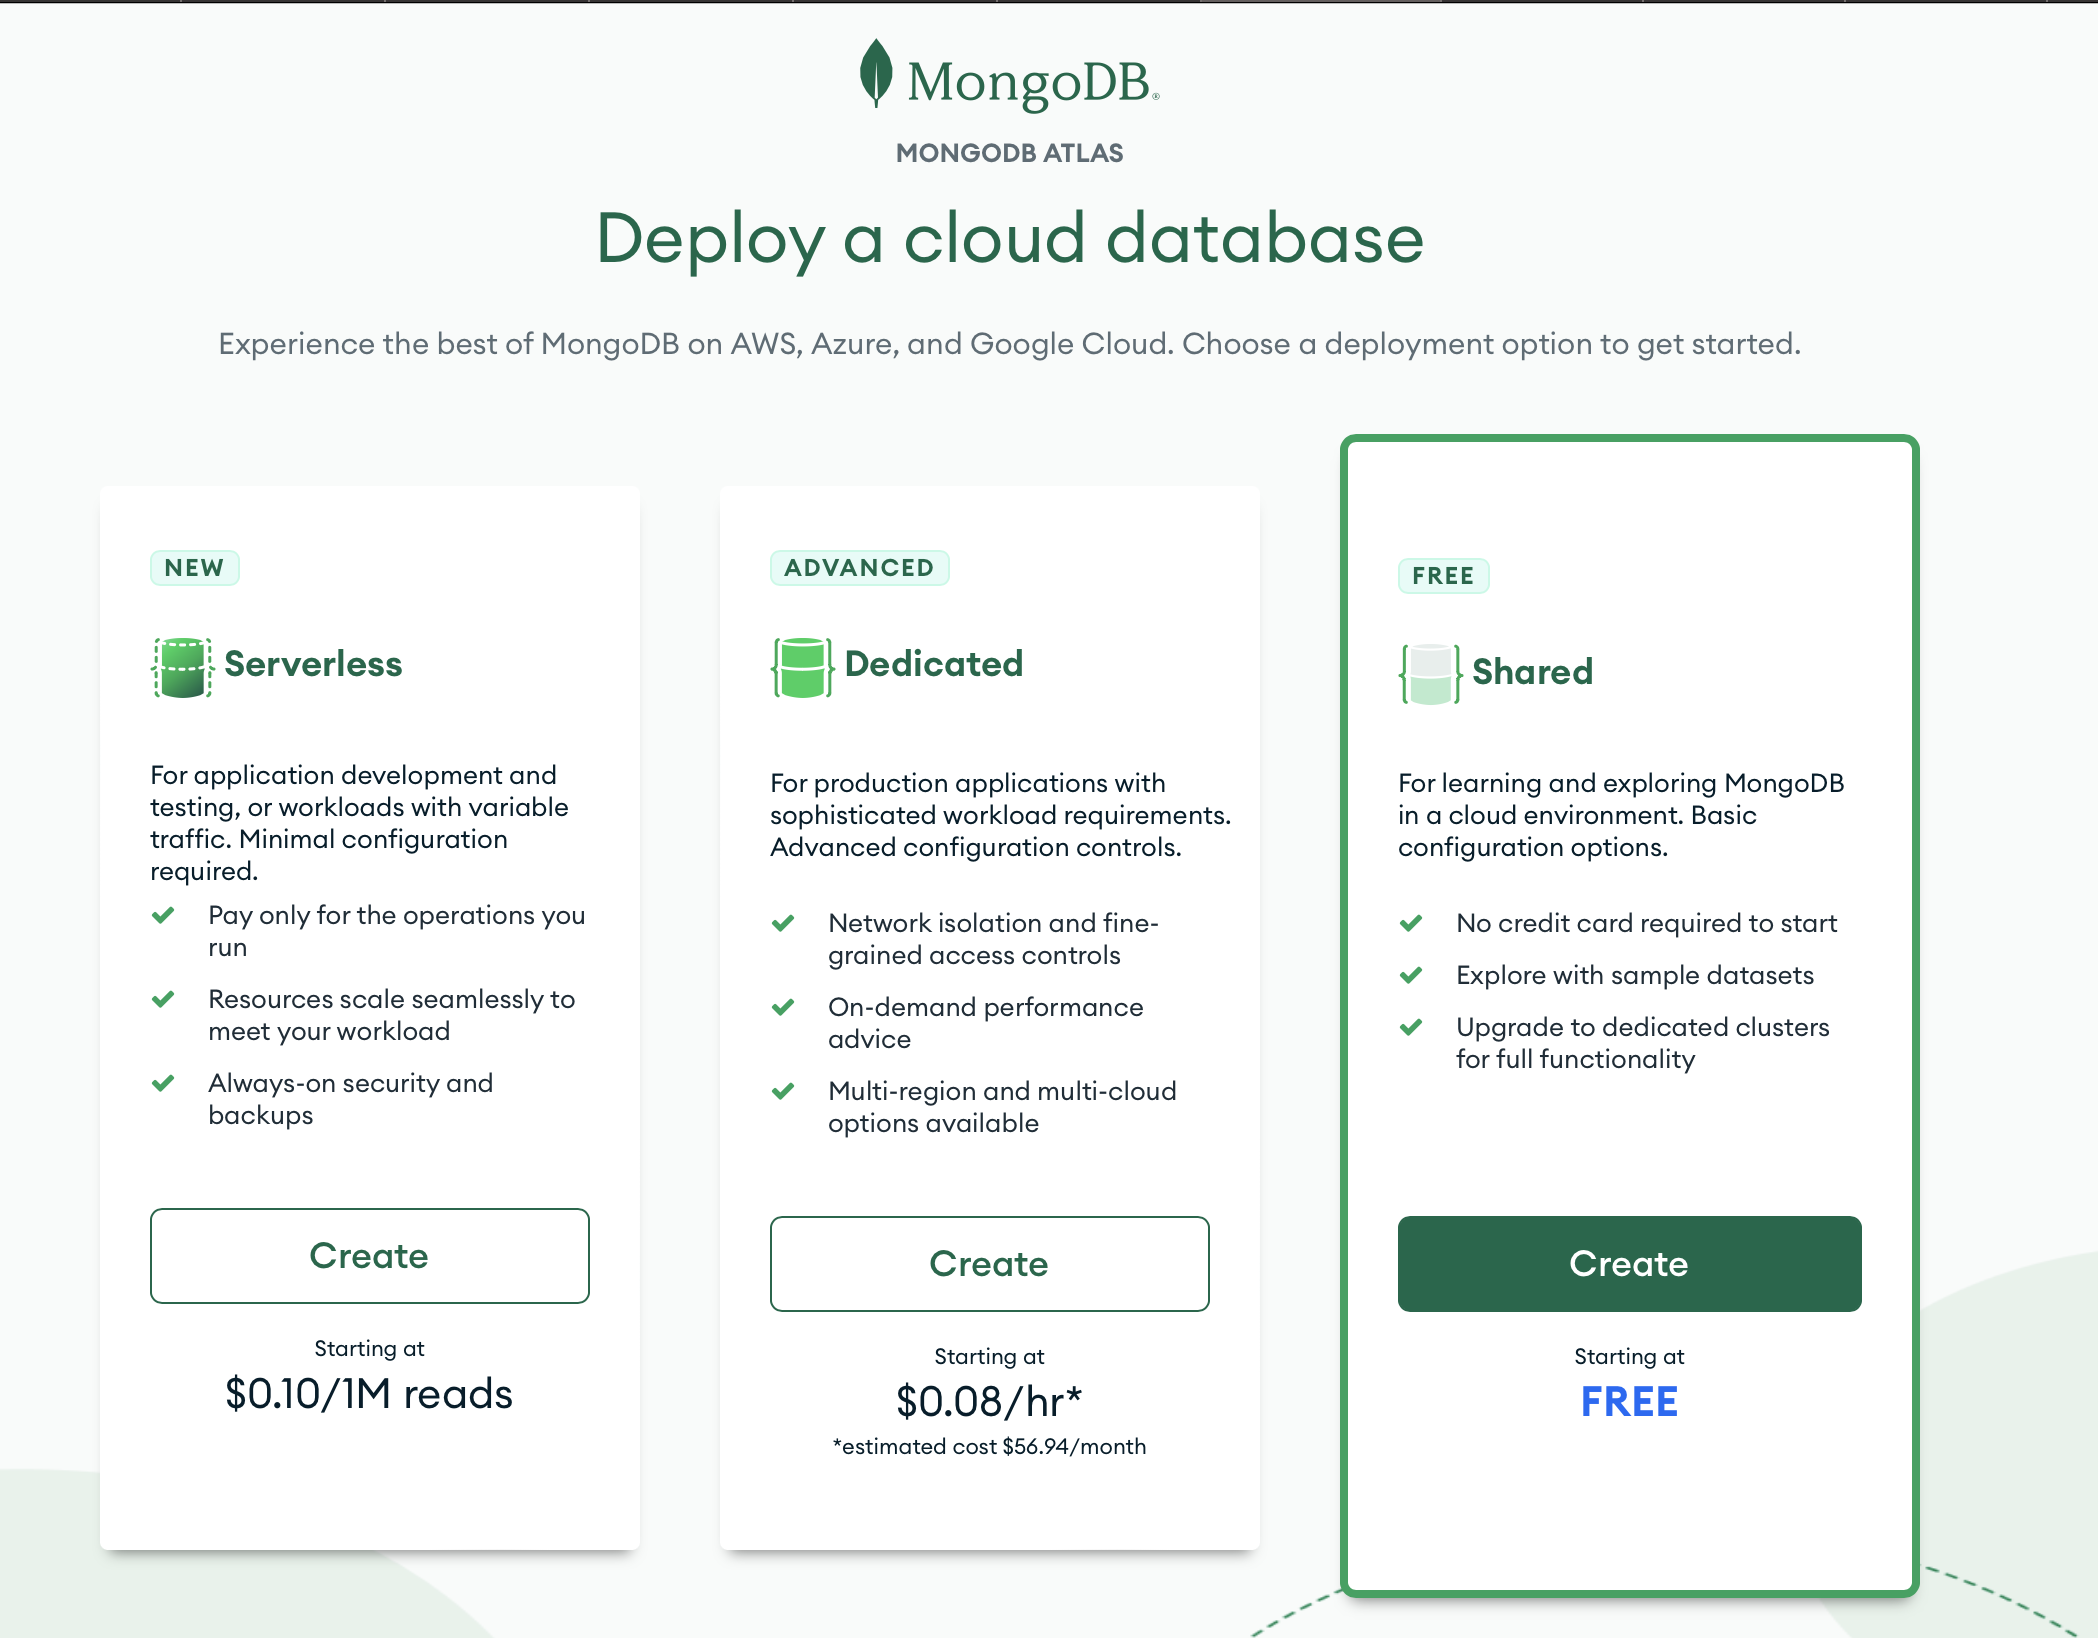 MongoDB®
MONGODB ATLAS
Deploy a cloud database
Experience the best of MongoDB on AWS, Azure, and Google Cloud. Choose a deployment option to get started.
NEW
Serverless
For application development and
testing, or workloads with variable
traffic. Minimal configuration
required.
Pay only for the operations you
run
Resources scale seamlessly to
meet your workload
Always-on security and
backups
Create
Starting at
$0.10/1M reads
ADVANCED
Dedicated
For production applications with
sophisticated workload requirements.
Advanced configuration controls.
Network isolation and fine-
grained access controls
On-demand performance
advice
Multi-region and multi-cloud
options available
Create
Starting at
$0.08/hr*
*estimated cost $56.94/month
FREE
Shared
For learning and exploring MongoDB
in a cloud environment. Basic
configuration options.
No credit card required to start
Explore with sample datasets
Upgrade to dedicated clusters
for full functionality
Create
Starting at
FREE